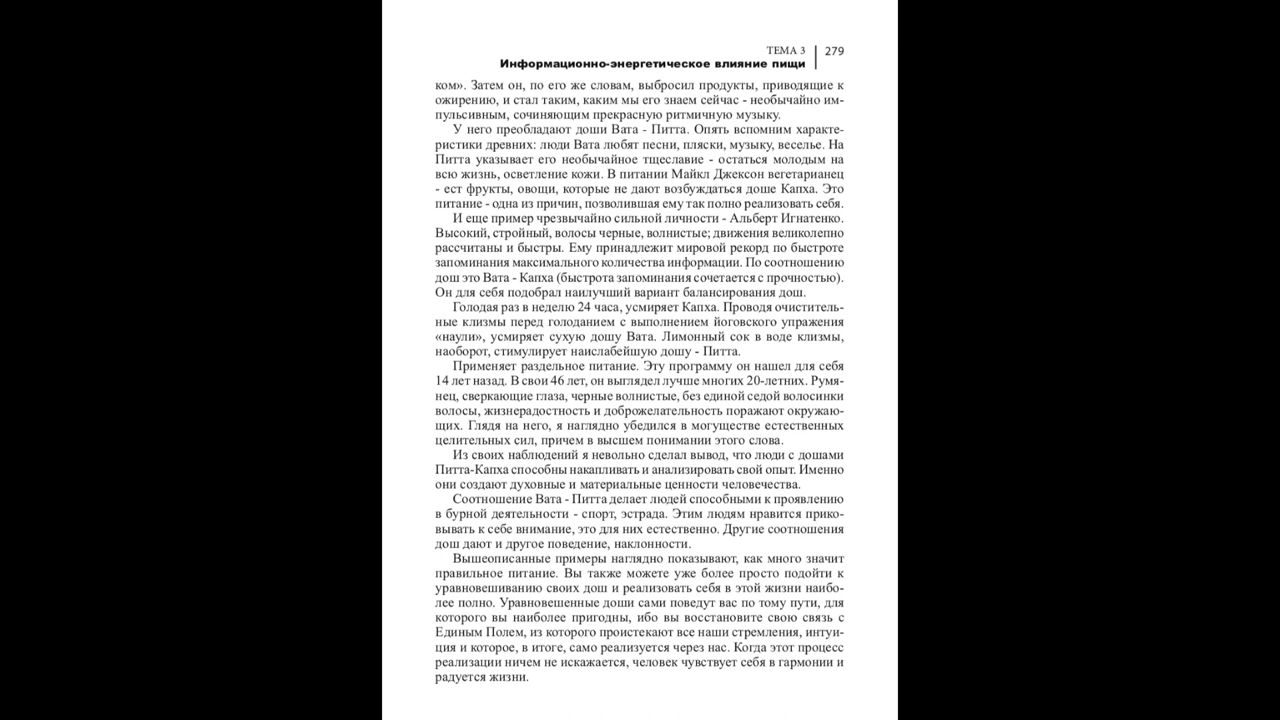 ТЕМА 3 279
Информационно-энергетическое влияние пищи
ком». Затем он, по его же словам, выбросил продукты, приводящие к
ожирению, и стал таким, каким мы его знаем сейчас - необычайно им-
пульсивным, сочиняющим прекрасную ритмичную музыку.
У него преобладают доши Вата - Питта. Опять вспомним характе-
ристики древних: люди Вата любят песни, пляски, музыку, веселье. На
Питта указывает его необычайное тщеславие - остаться молодым на
всю жизнь, осветление кожи. В питании Майкл Джексон вегетарианец
- ест фрукты, овощи, которые не дают возбуждаться доше Капха. Это
питание - одна из причин, позволившая ему так полно реализовать себя.
И еще пример чрезвычайно сильной личности - Альберт Игнатенко.
Высокий, стройный, волосы черные, волнистые; движения великолепно
рассчитаны и быстры. Ему принадлежит мировой рекорд по быстроте
запоминания максимального количества информации. По соотношению
дош это Вата - Капха (быстрота запоминания сочетается с прочностью).
Он для себя подобрал наилучший вариант балансирования дош.
Голодая раз в неделю 24 часа, усмиряет Капха. Проводя очиститель-
ные клизмы перед голоданием с выполнением йоговского упражнения
«наули», усмиряет сухую дошу Вата. Лимонный сок в воде клизмы,
наоборот, стимулирует наислабейшую дошу - Питта.
Применяет раздельное питание. Эту программу он нашел для себя
14 лет назад. В свои 46 лет, он выглядел лучше многих 20-летних. Румя-
нец, сверкающие глаза, черные волнистые, без единой седой волосинки
волосы, жизнерадостность и доброжелательность поражают окружаю-
щих. Глядя на него, я наглядно убедился в могуществе естественных
целительных сил, причем в высшем понимании этого слова.
Из своих наблюдений я невольно сделал вывод, что люди с дошами
Питта-Капха способны накапливать и анализировать свой опыт. Именно
они создают духовные и материальные ценности человечества.
Соотношение Вата - Питта делает людей способными к проявлению
в бурной деятельности - спорт, эстрада. Этим людям нравится прико-
вывать к себе внимание, это для них естественно. Другие соотношения
дош дают и другое поведение, наклонности.
Вышеописанные примеры наглядно показывают, как много значит
правильное питание. Вы также можете уже более просто подойти к
уравновешиванию своих дош и реализовать себя в этой жизни наибо-
лее полно. Уравновешенные доши сами поведут вас по тому пути, для
которого вы наиболее пригодны, ибо вы восстановите свою связь с
Единым Полем, из которого проистекают все наши стремления, интуи-
ция и которое, в итоге, само реализуется через нас. Когда этот процесс
реализации ничем не искажается, человек чувствует себя в гармонии и
радуется жизни.